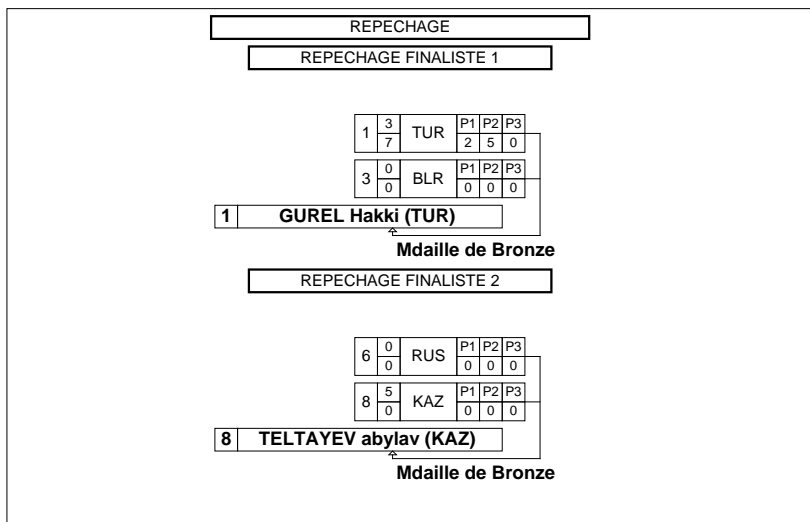 REPECHAGE
REPECHAGE FINALISTE 1
1 3 TUR P1 P2 P3
7 2 5 0
3 0 BLR P1 P2 P3
0 0 0 0
1 GUREL Hakki (TUR)
Mdaille de Bronze
REPECHAGE FINALISTE 2
6 0 RUS P1 P2 P3
0 0 0 0
8 5 KAZ P1 P2 P3
0 0 0 0
8 TELTAYEV abylav (KAZ)
Mdaille de Bronze